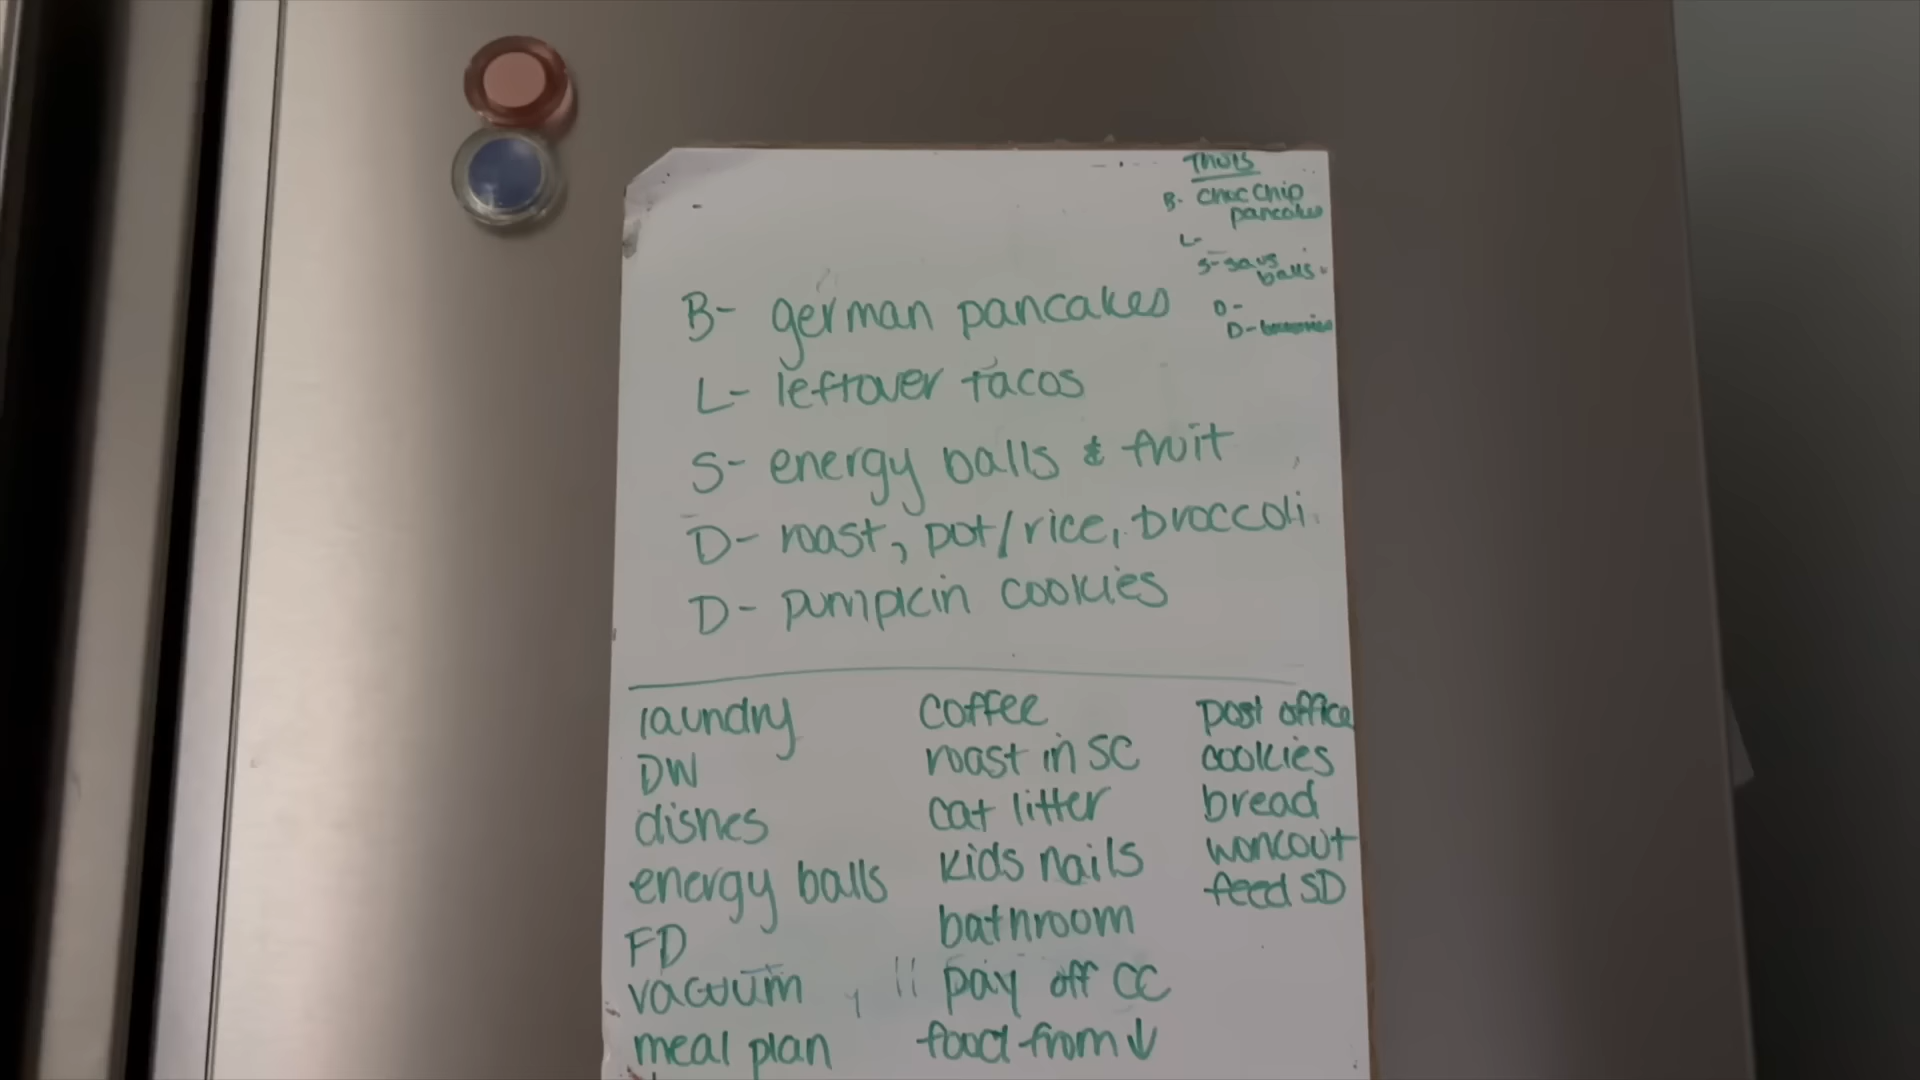 Thurs
B- choc chip
pancakes
L-
S-saus
balls
D-
D-brownies
B- german pancakes
L- leftover tacos
S- energy balls & fruit
D- roast, pot/rice, broccoli
D- pumpkin cookies
laundry
DW
dishes
energy balls
FD
vacuum
meal plan
coffee
roast in SC
cat litter
kids nails
bathroom
pay off CC
food from ↓
post office
cookies
bread
workout
feed SD